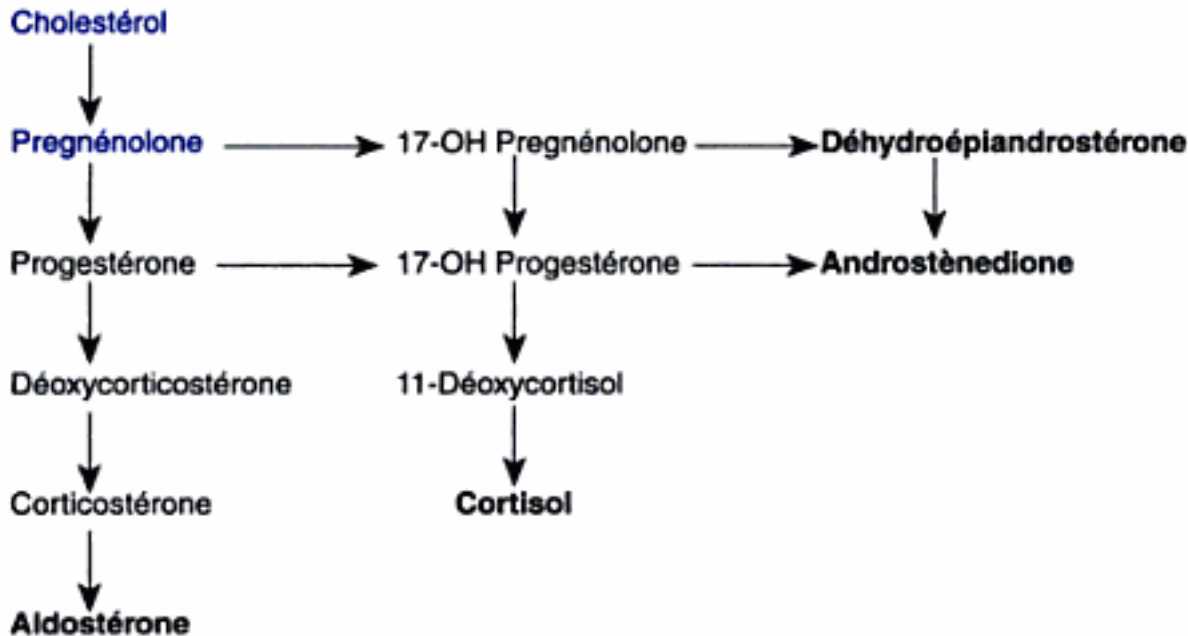 Cholestérol
Pregnénolone 17-OH Pregnénolone Déhydroépiandrostérone
Progestérone 17-OH Progestérone Androstènedione
Déoxycorticostérone 11-Déoxycortisol
Corticostérone Cortisol
Aldostérone